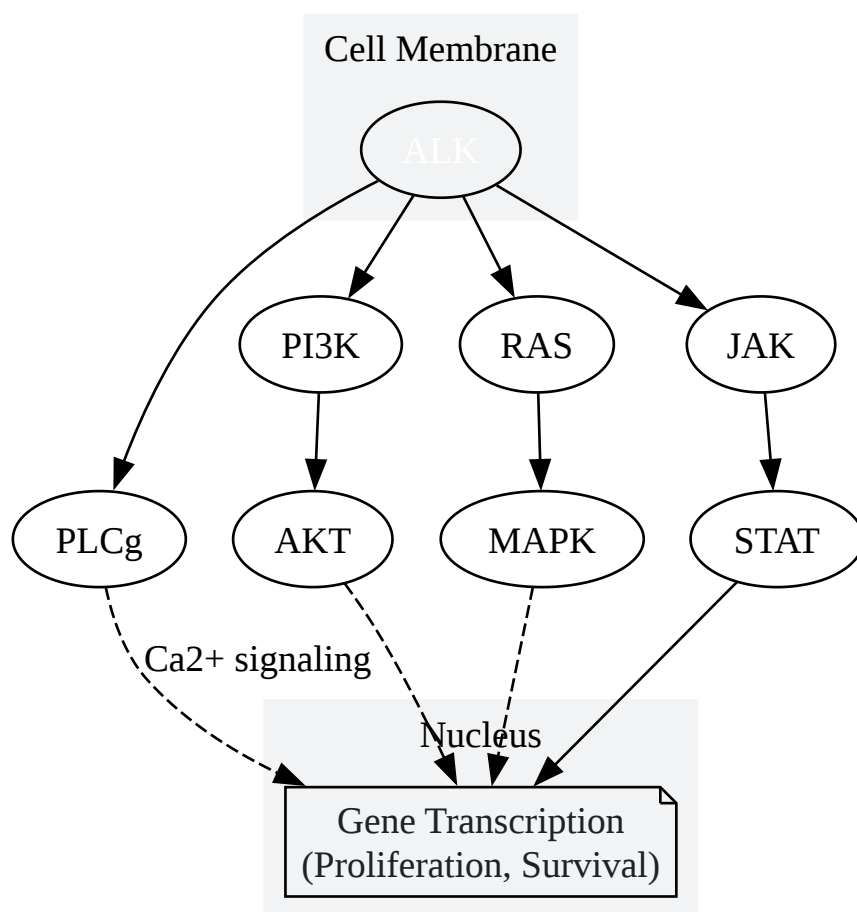 Cell Membrane
ALK
PI3K
RAS
JAK
PLCg
AKT
MAPK
STAT
Ca2+ signaling
Nucleus
Gene Transcription
(Proliferation, Survival)